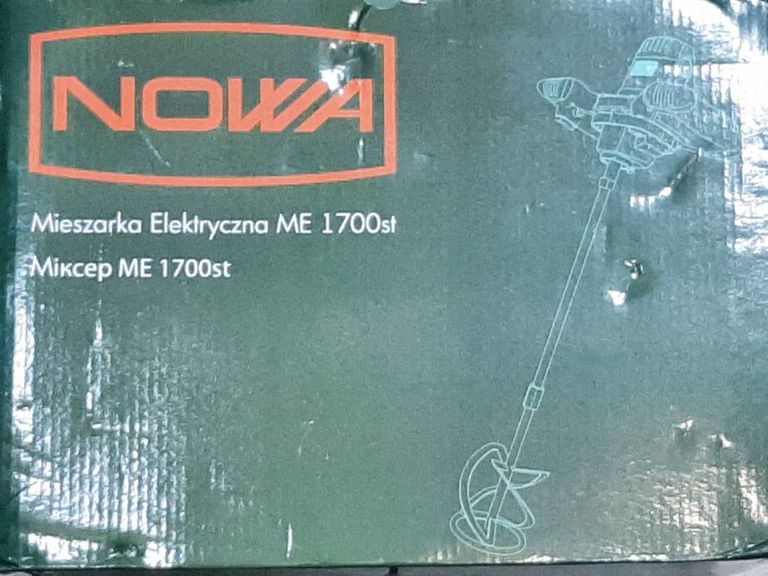 NOWA
Mieszarka Elektryczna ME 1700st
Міксер ME 1700st